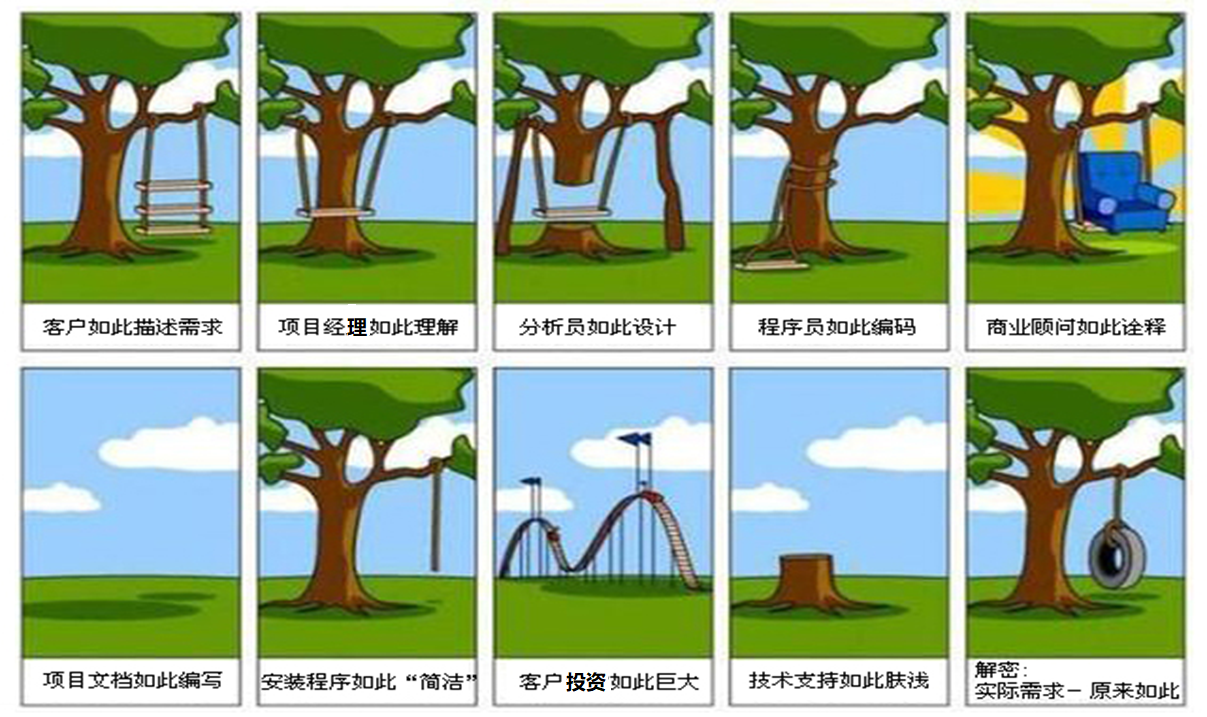 客户如此描述需求
项目经理如此理解
分析员如此设计
程序员如此编码
商业顾问如此诠释
项目文档如此编写
安装程序如此“简洁”
客户投资如此巨大
技术支持如此肤浅
解密：
实际需求－原来如此